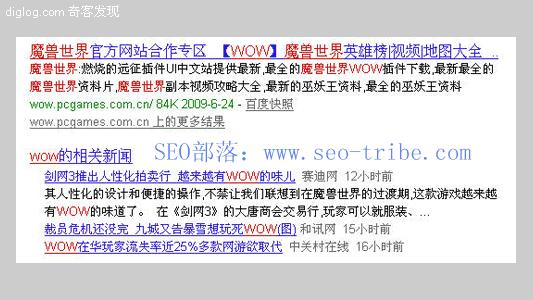 diglog.com 奇客发现
魔兽世界官方网站合作专区 【WOW】魔兽世界英雄榜|视频|地图大全 ...
魔兽世界:燃烧的远征插件UI中文站提供最新,最全的魔兽世界WOW插件下载,最新最全的
魔兽世界资料片,魔兽世界副本视频攻略大全,最新的巫妖王资料,最全的巫妖王资料
www.pcgames.com.cn/ 84K 2009-6-24 - 百度快照
www.pcgames.com.cn 上的更多结果
wow的相关新闻
SEO部落：www.seo-tribe.com
剑网3推出人性化拍卖行 越来越有WOW的味儿 赛迪网 12小时前
其人性化的设计和便捷的操作,不禁让我们联想到在魔兽世界的过渡期,这款游戏越来越
有WOW的味道了。 在《剑网3》的大唐商会交易行,玩家可以就服装、...
裁员危机还没完 九城又告暴雪想玩死WOW(图) 和讯网 15小时前
WOW在华玩家流失率近25%多款网游欲取代 中关村在线 16小时前